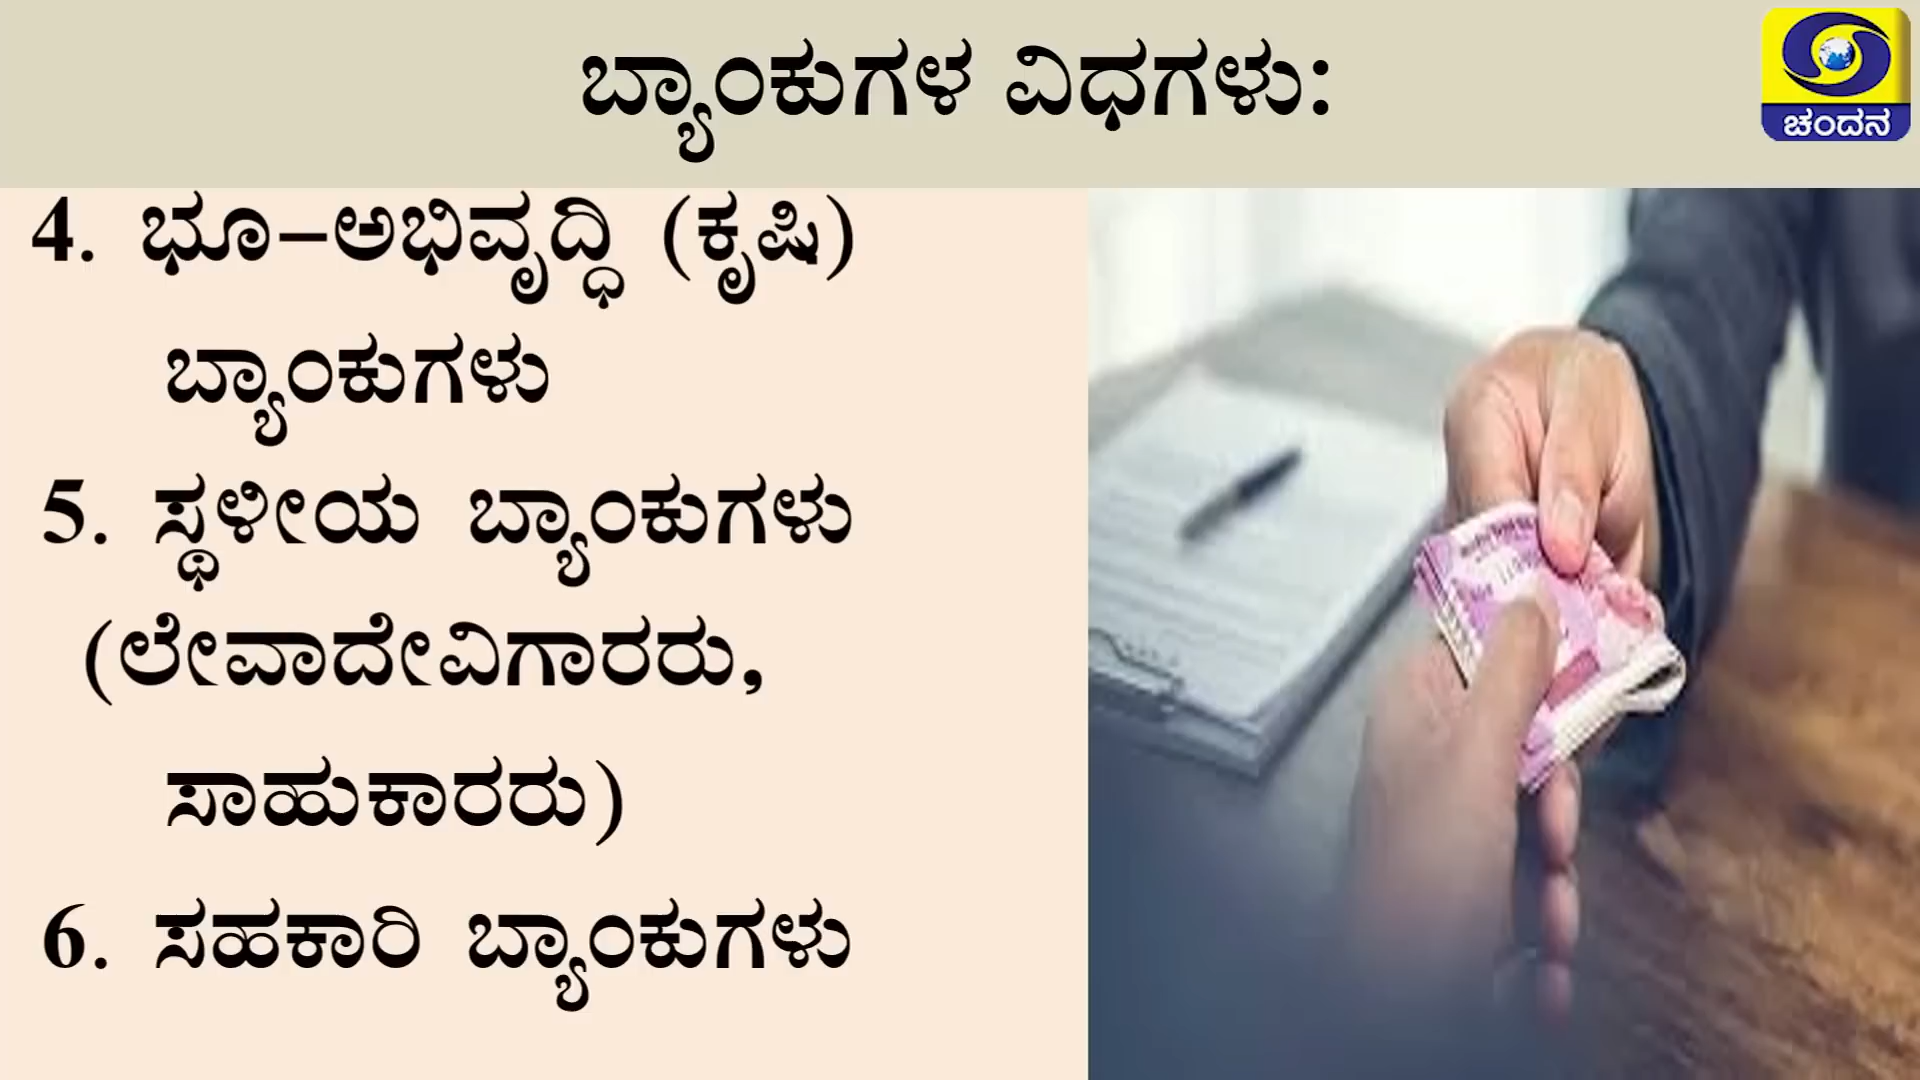 ಬ್ಯಾಂಕುಗಳ ವಿಧಗಳು:
ಚಂದನ
4. ಭೂ–ಅಭಿವೃದ್ಧಿ (ಕೃಷಿ)
ಬ್ಯಾಂಕುಗಳು
5. ಸ್ಥಳೀಯ ಬ್ಯಾಂಕುಗಳು
(ಲೇವಾದೇವಿಗಾರರು,
ಸಾಹುಕಾರರು)
6. ಸಹಕಾರಿ ಬ್ಯಾಂಕುಗಳು